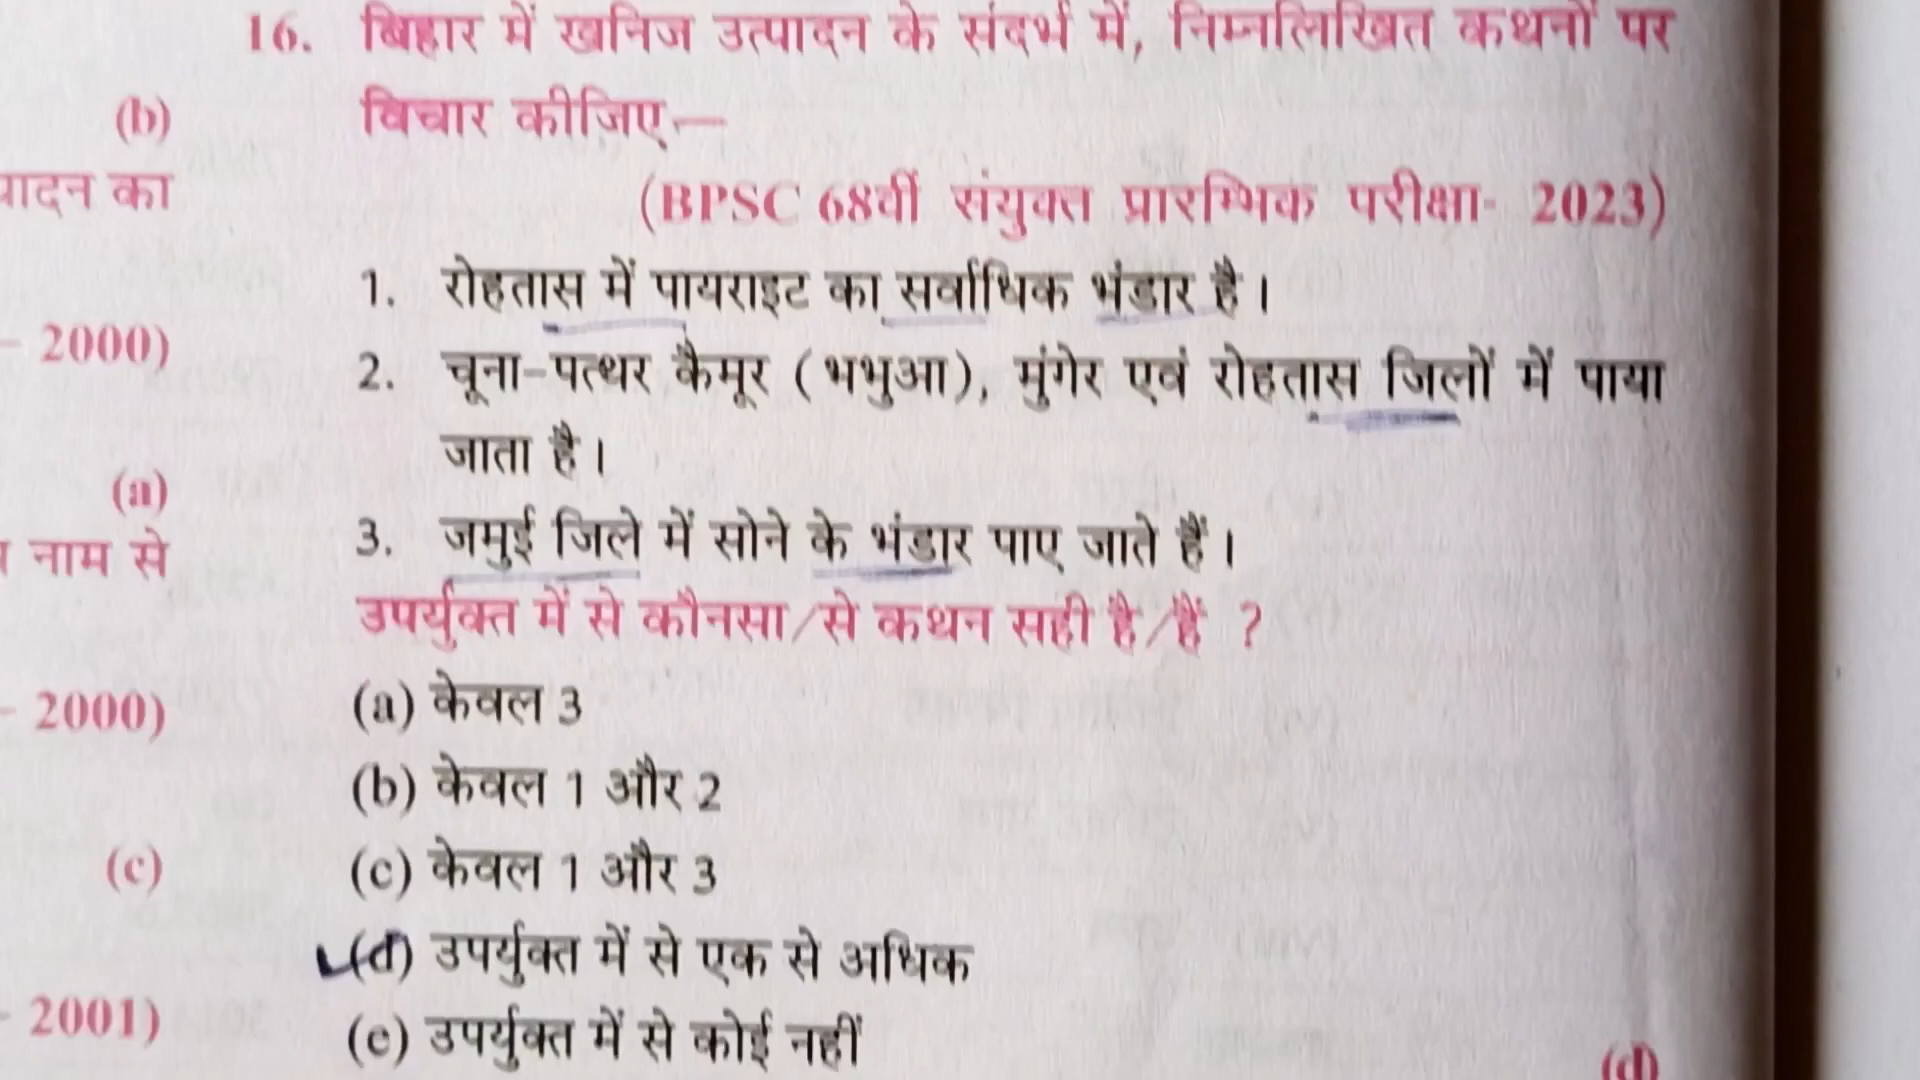 16. बिहार में खनिज उत्पादन के संदर्भ में, निम्नलिखित कथनों पर
विचार कीजिए—
(BPSC 68वीं संयुक्त प्रारम्भिक परीक्षा- 2023)
1. रोहतास में पायराइट का सर्वाधिक भंडार है।
2. चूना-पत्थर कैमूर (भभुआ), मुंगेर एवं रोहतास जिलों में पाया
जाता है।
3. जमुई जिले में सोने के भंडार पाए जाते हैं।
उपर्युक्त में से कौनसा/से कथन सही है/हैं ?
(a) केवल 3
(b) केवल 1 और 2
(c) केवल 1 और 3
(d) उपर्युक्त में से एक से अधिक
(e) उपर्युक्त में से कोई नहीं
(d)
(b)
का
- 2000)
(a)
नाम से
- 2000)
(c)
- 2001)